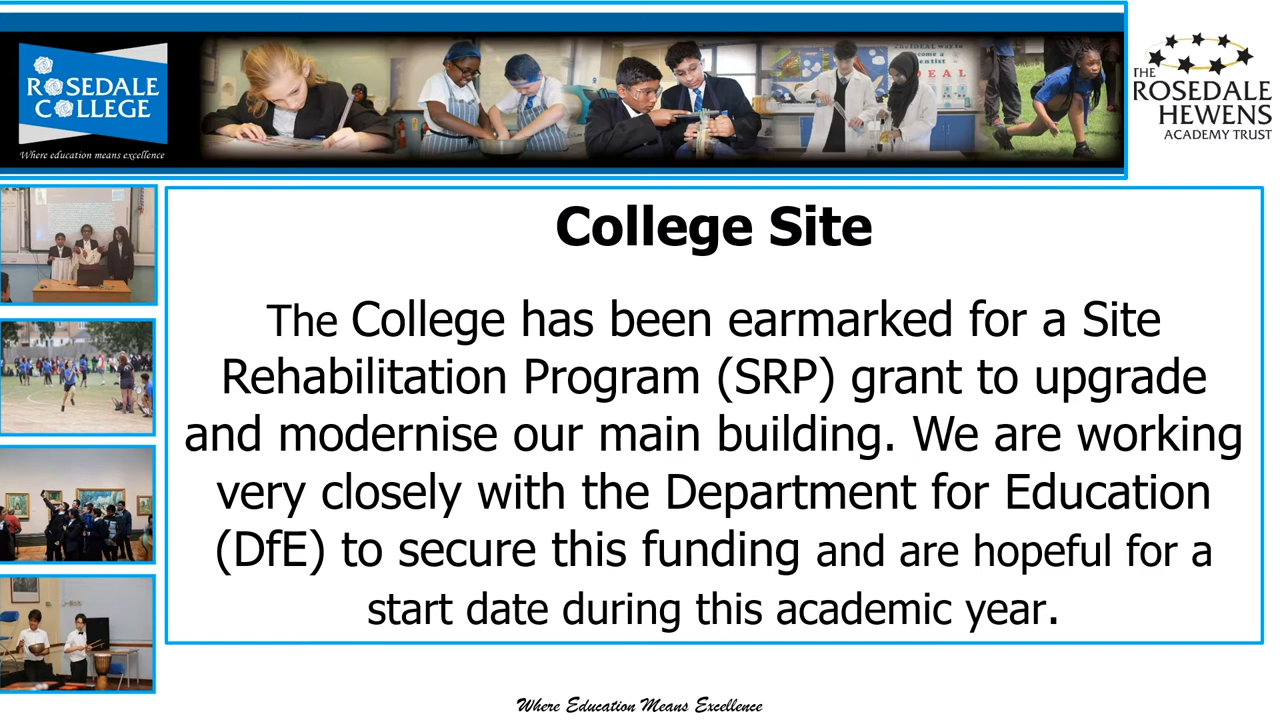 ROSEDALE
COLLEGE
Where education means excellence
THE
ROSEDALE
HEWENS
ACADEMY TRUST
College Site
The College has been earmarked for a Site
Rehabilitation Program (SRP) grant to upgrade
and modernise our main building. We are working
very closely with the Department for Education
(DfE) to secure this funding and are hopeful for a
start date during this academic year.
Where Education Means Excellence